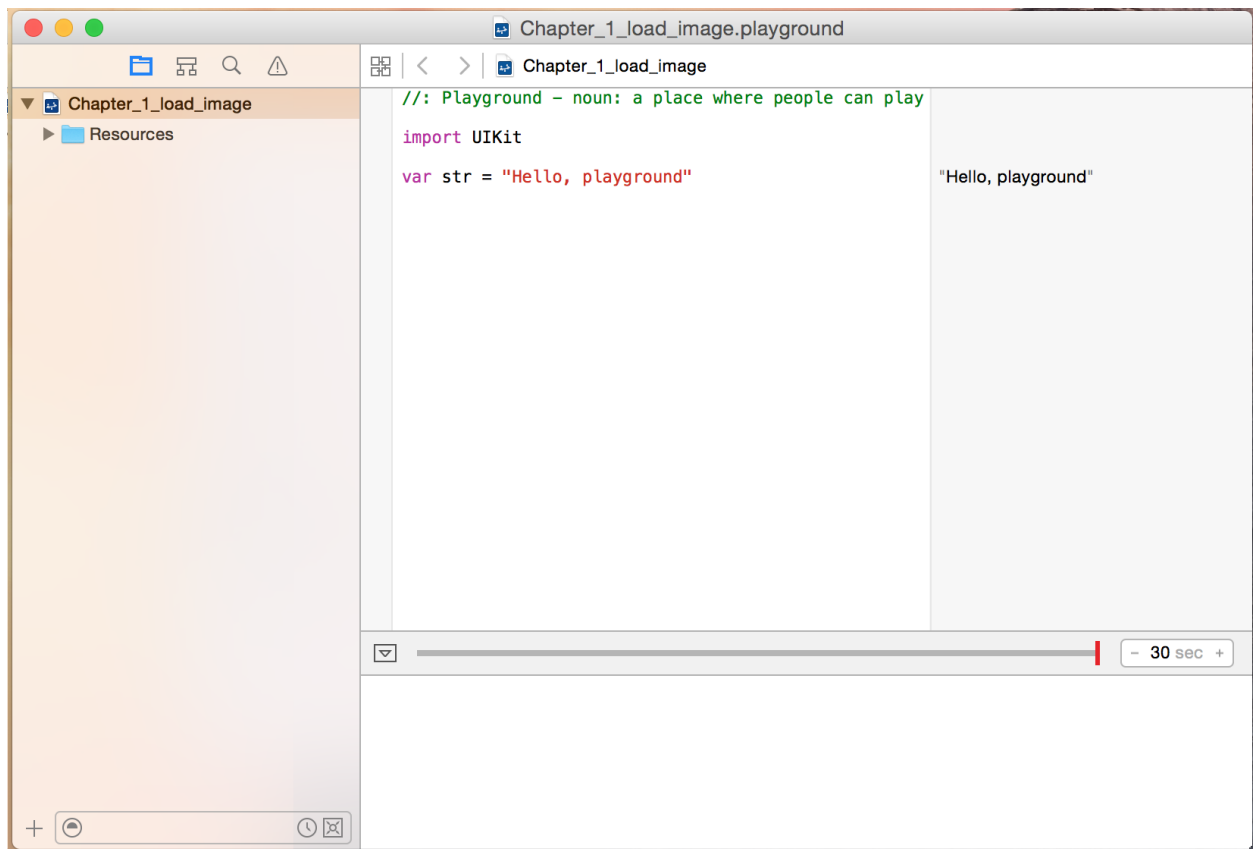 Chapter_1_load_image.playground
Chapter_1_load_image
Chapter_1_load_image
Resources
//: Playground – noun: a place where people can play
import UIKit
var str = "Hello, playground"
"Hello, playground"
- 30 sec +